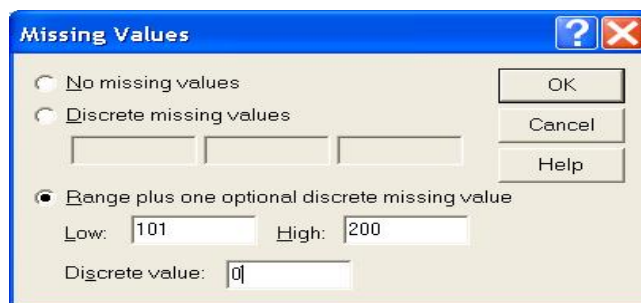 Missing Values
No missing values
OK
Discrete missing values
Cancel
Help
Range plus one optional discrete missing value
Low: 101 High: 200
Discrete value: 0